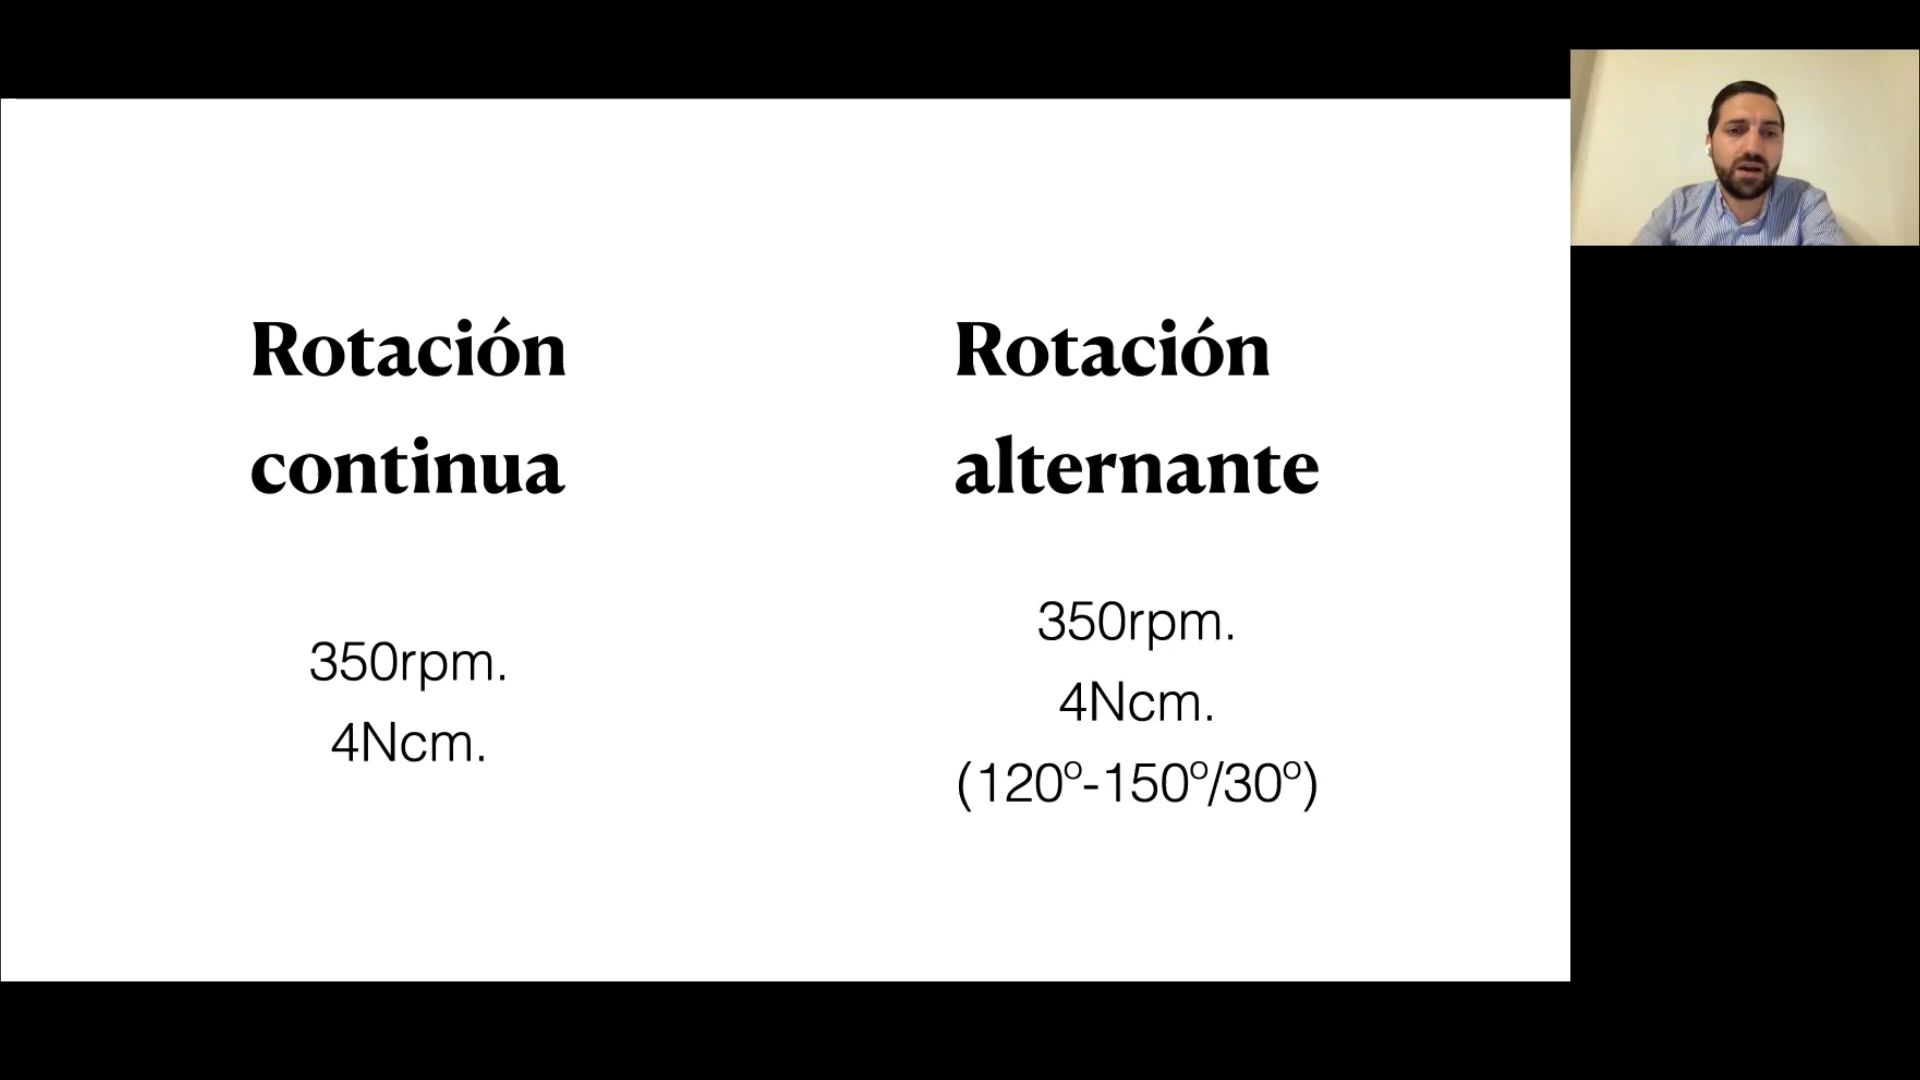 Rotación
continua
350rpm.
4Ncm.
Rotación
alternante
350rpm.
4Ncm.
(120º-150º/30º)